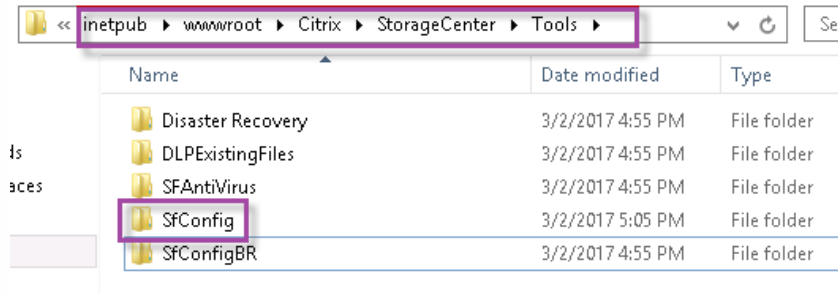 « inetpub ▸ wwwroot ▸ Citrix ▸ StorageCenter ▸ Tools ▸ Se
Name Date modified Type
Disaster Recovery 3/2/2017 4:55 PM File folder
DLPExistingFiles 3/2/2017 4:55 PM File folder
SFAntiVirus 3/2/2017 4:55 PM File folder
SfConfig 3/2/2017 5:05 PM File folder
SfConfigBR 3/2/2017 4:55 PM File folder